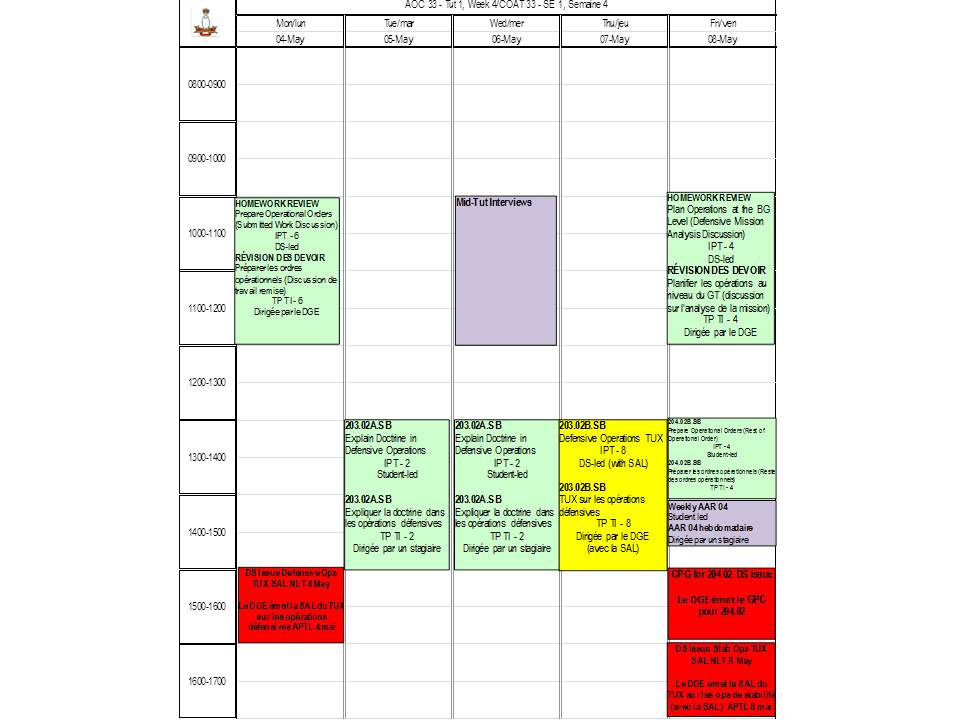 AOC 33 - Tut 1, Week 4/COAT 33 - SE 1, Semaine 4
Mon/lun
Tue/mar
Wed/mer
Thu/jeu
Fri/ven
04-May
05-May
06-May
07-May
08-May
0800-0900
0900-1000
1000-1100
1100-1200
1200-1300
1300-1400
1400-1500
1500-1600
1600-1700
HOMEWORK REVIEW
Prepare Operational Orders
(Submitted Work Discussion)
IPT - 6
DS-led
RÉVISION DES DEVOIR
Préparer les ordres
opérationnels (Discussion de
travail remise)
TP TI - 6
Dirigée par le DGE
DS Issue Defensive Ops
TUX SAL NLT 4 May
Le DGE émet la SAL du TUX
sur les opérations
défensives APTL 4 mai
203.02A.SB
Explain Doctrine in
Defensive Operations
IPT - 2
Student-led
203.02A.SB
Expliquer la doctrine dans
les opérations défensives
TP TI - 2
Dirigée par un stagiaire
Mid-Tut Interviews
203.02A.SB
Explain Doctrine in
Defensive Operations
IPT - 2
Student-led
203.02A.SB
Expliquer la doctrine dans
les opérations défensives
TP TI - 2
Dirigée par un stagiaire
203.02B.SB
Defensive Operations TUX
IPT - 8
DS-led (with SAL)
203.02B.SB
TUX sur les opérations
défensives
TP TI - 8
Dirigée par le DGE
(avec la SAL)
HOMEWORK REVIEW
Plan Operations at the BG
Level (Defensive Mission
Analysis Discussion)
IPT - 4
DS-led
RÉVISION DES DEVOIR
Planifier les opérations au
niveau du GT (discussion
sur l'analyse de la mission)
TP TI - 4
Dirigée par le DGE
204.02B.SB
Prepare Operational Orders (Rest of
Operational Order)
IPT - 4
Student-led
204.02B.SB
Préparer les ordres opérationnels (Reste
des ordres opérationnels)
TP TI - 4
Weekly AAR 04
Student led
AAR 04 hebdomadaire
Dirigée par un stagiaire
CPG for 204.02 DS issue
Le DGE émet le GPC
pour 204.02
DS Issue Stab Ops TUX
SAL NLT 8 May
Le DGE émet la SAL du
TUX sur les ops de stabilité
(avec la SAL) APTL 8 mai